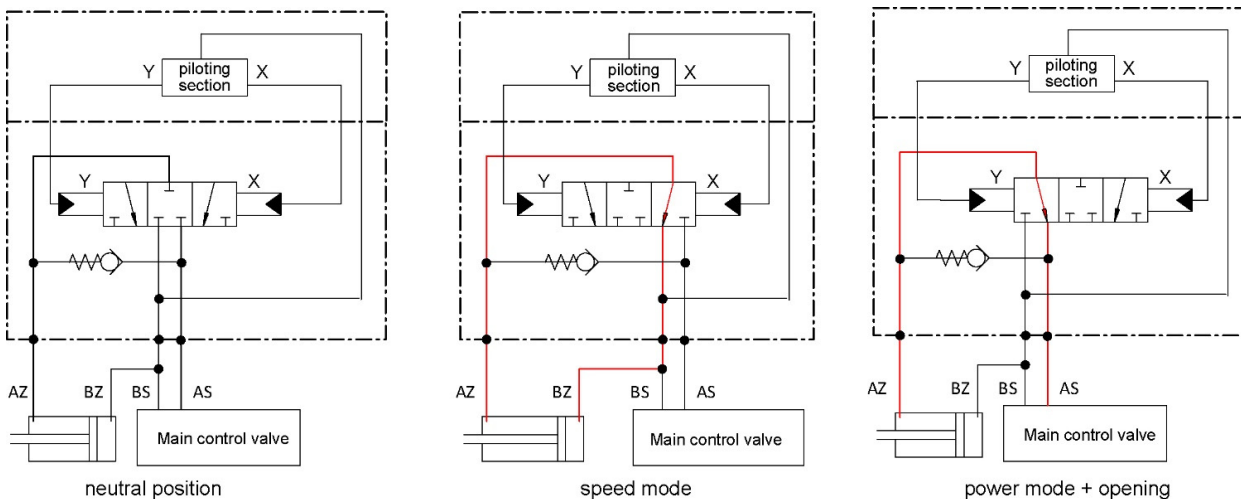 Y
piloting
section
X
Y
X
AZ
BZ
BS
AS
Main control valve
neutral position
Y
piloting
section
X
Y
X
AZ
BZ
BS
AS
Main control valve
speed mode
Y
piloting
section
X
Y
X
AZ
BZ
BS
AS
Main control valve
power mode + opening